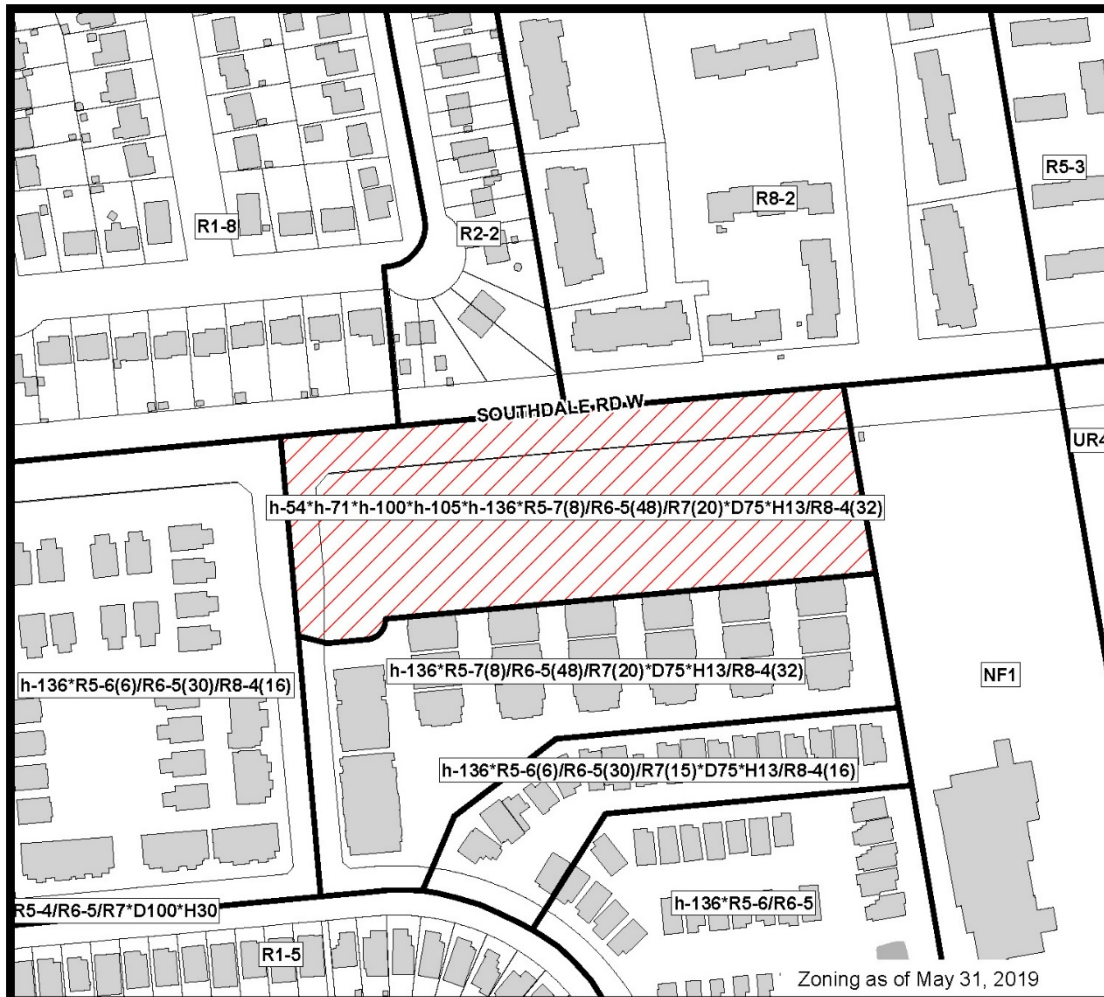 R5-3
R8-2
R1-8
R2-2
SOUTHDALE RD W
UR4
h-54*h-71*h-100*h-105*h-136*R5-7(8)/R6-5(48)/R7(20)*D75*H13/R8-4(32)
h-136*R5-7(8)/R6-5(48)/R7(20)*D75*H13/R8-4(32)
NF1
h-136*R5-6(6)/R6-5(30)/R8-4(16)
h-136*R5-6(6)/R6-5(30)/R7(15)*D75*H13/R8-4(16)
h-136*R5-6/R6-5
R5-4/R6-5/R7*D100*H30
R1-5
Zoning as of May 31, 2019